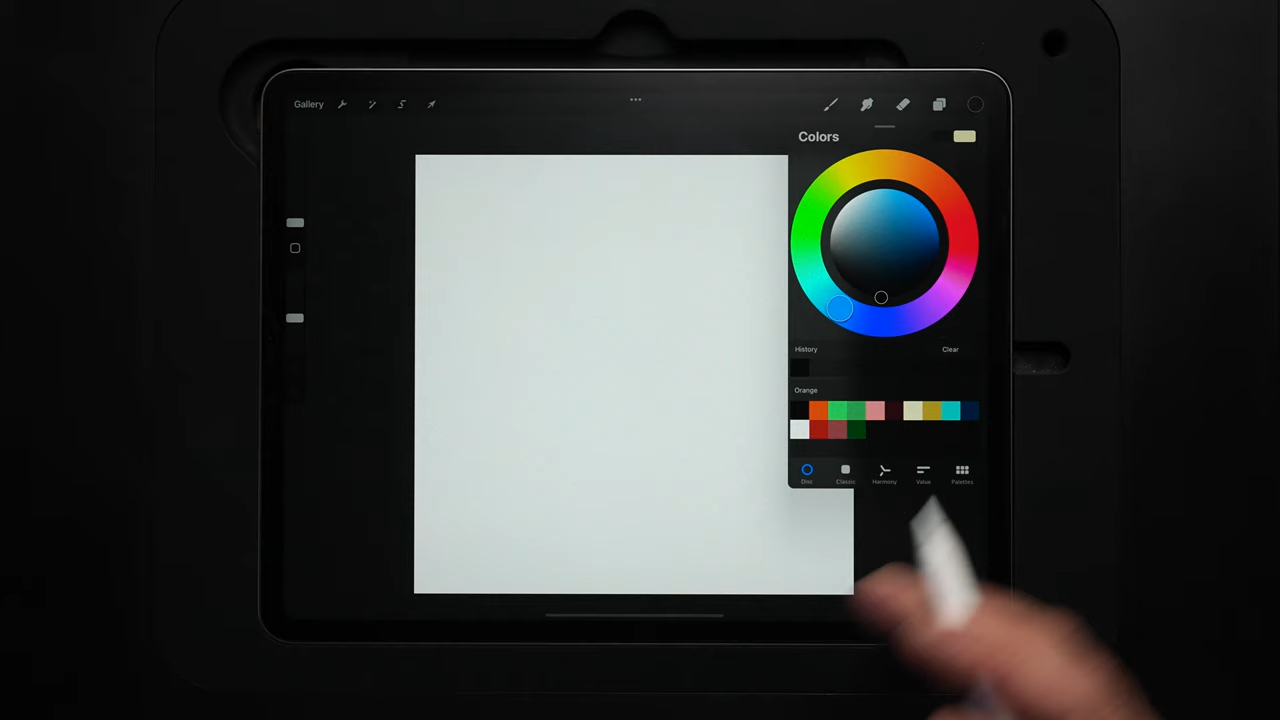 Gallery
Colors
History Clear
Orange
Disc Classic Harmony Value Palettes